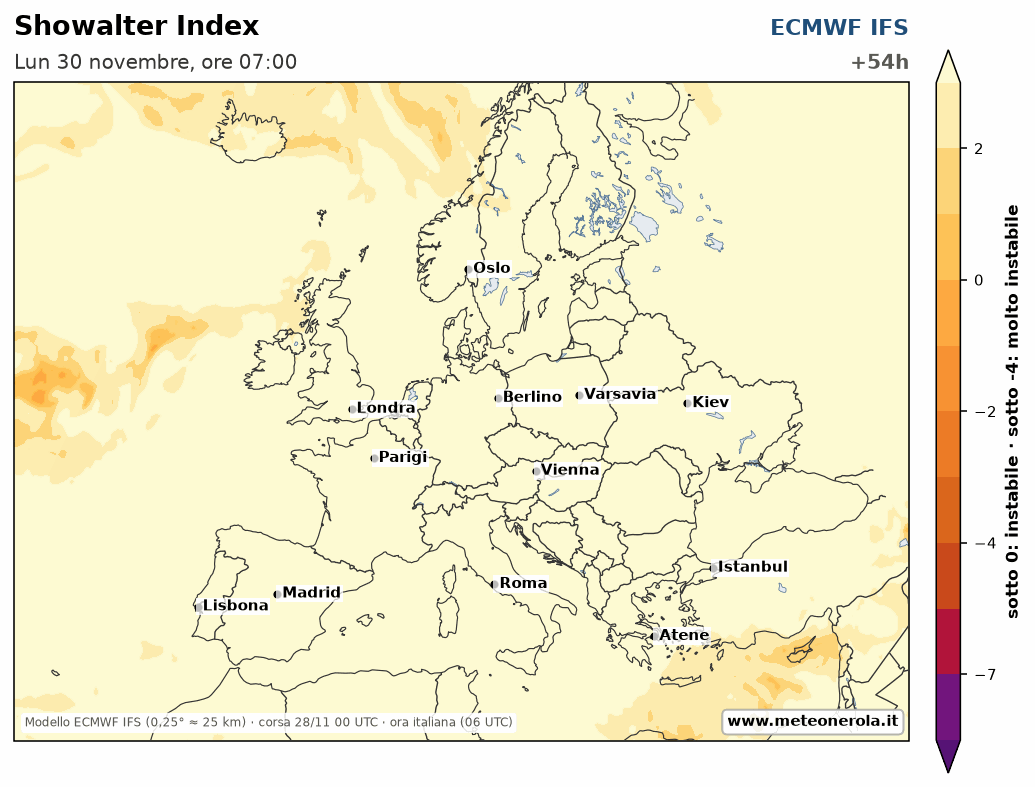 Showalter Index
ECMWF IFS
Lun 30 novembre, ore 07:00
+54h
Oslo
Berlino
Varsavia
Kiev
Londra
Parigi
Vienna
Istanbul
Roma
Madrid
Lisbona
Atene
2
0
−2
−4
−7
sotto 0: instabile · sotto -4: molto instabile
Modello ECMWF IFS (0,25° ≈ 25 km) · corsa 28/11 00 UTC · ora italiana (06 UTC)
www.meteonerola.it